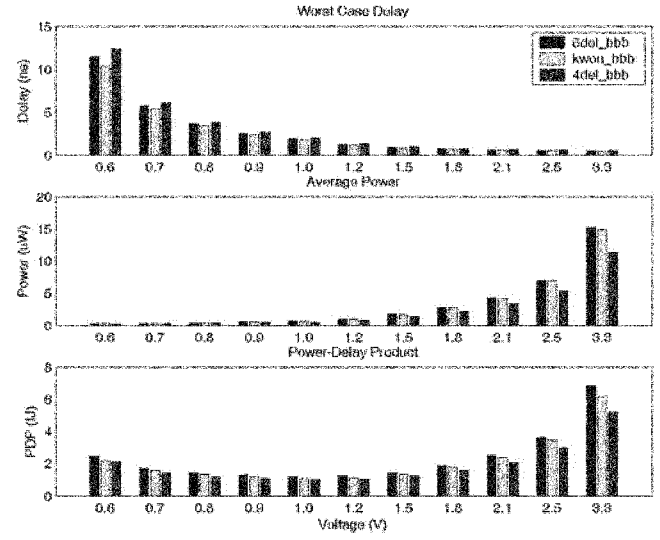 Worst Case Delay
15
10
5
0
Delay (ns)
kwon_bbb
4del_bbb
0.6 0.7 0.8 0.9 1.0 1.2 1.5 1.8 2.1 2.5 3.3
Average Power
20
15
10
5
0
Power (uW)
0.6 0.7 0.8 0.9 1.0 1.2 1.5 1.8 2.1 2.5 3.3
Power-Delay Product
8
6
4
2
0
PDP (fJ)
0.6 0.7 0.8 0.9 1.0 1.2 1.5 1.8 2.1 2.5 3.3
Voltage (V)